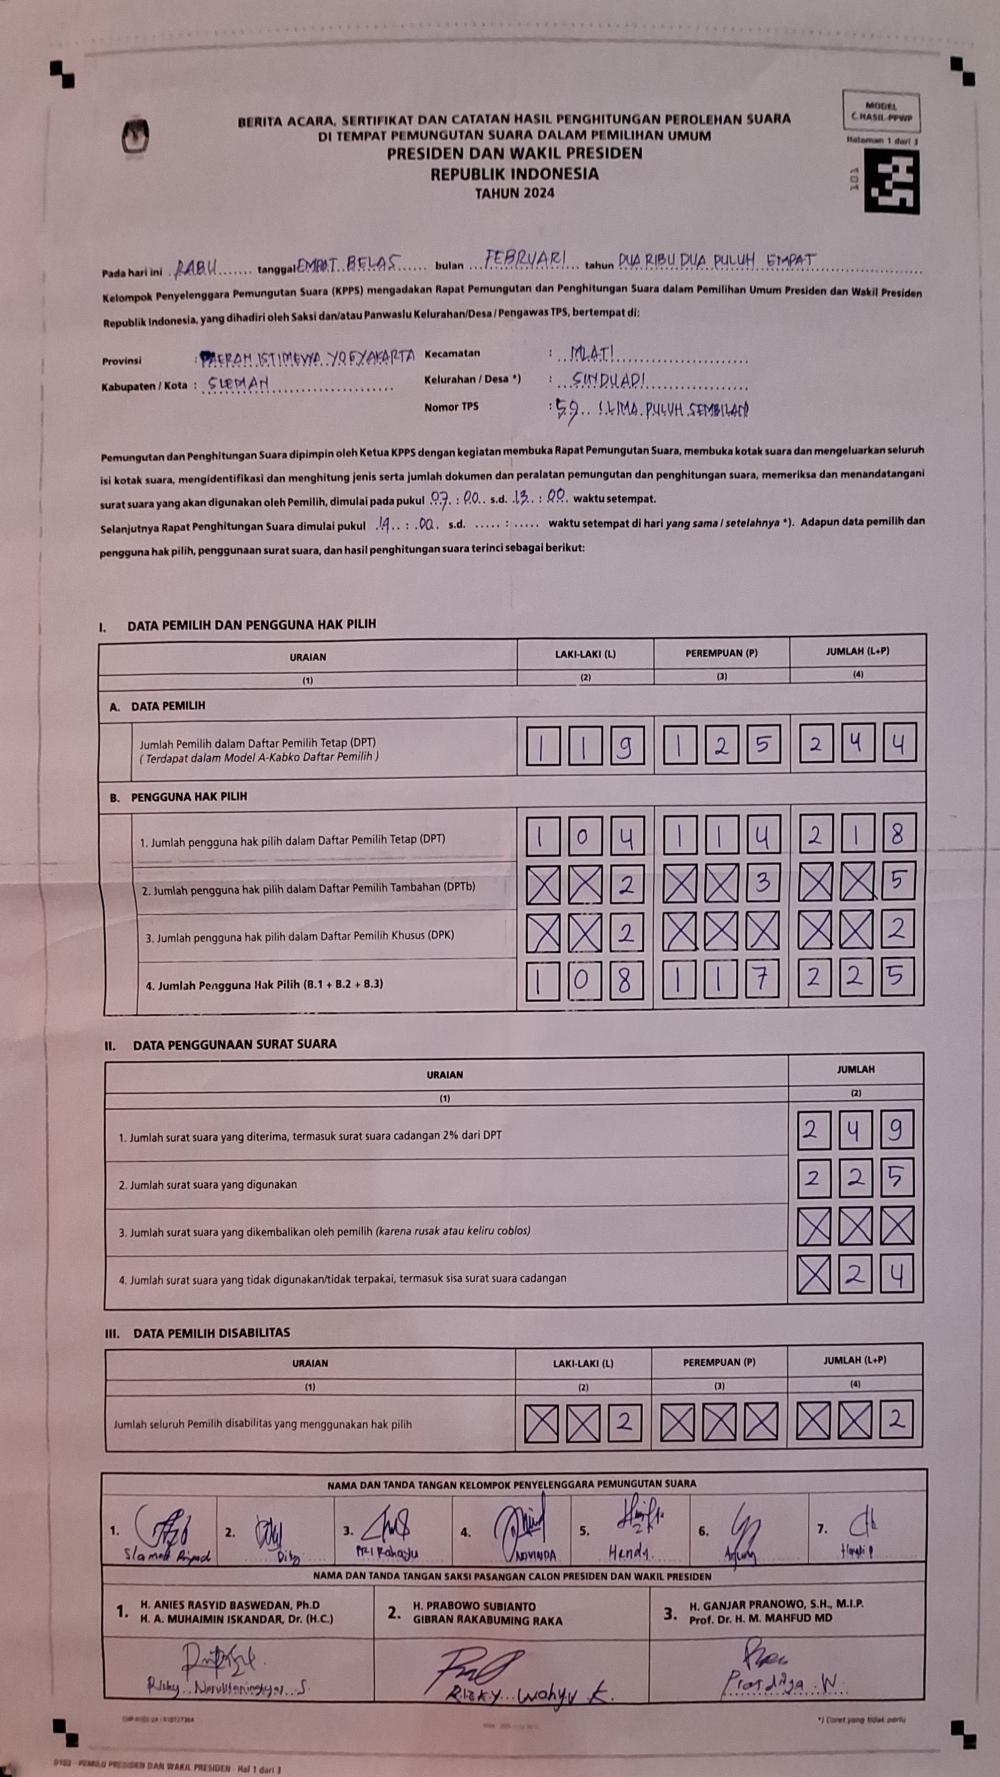 MODEL
C.HASIL-PPWP
Halaman 1 dari 3
101
BERITA ACARA, SERTIFIKAT DAN CATATAN HASIL PENGHITUNGAN PEROLEHAN SUARA
DI TEMPAT PEMUNGUTAN SUARA DALAM PEMILIHAN UMUM
PRESIDEN DAN WAKIL PRESIDEN
REPUBLIK INDONESIA
TAHUN 2024
Pada hari ini RABU tanggal EMPAT BELAS bulan FEBRUARI tahun DUA RIBU DUA PULUH EMPAT
Kelompok Penyelenggara Pemungutan Suara (KPPS) mengadakan Rapat Pemungutan dan Penghitungan Suara dalam Pemilihan Umum Presiden dan Wakil Presiden
Republik Indonesia, yang dihadiri oleh Saksi dan/atau Panwaslu Kelurahan/Desa / Pengawas TPS, bertempat di:
Provinsi : DAERAH ISTIMEWA YOGYAKARTA Kecamatan : MLATI
Kabupaten / Kota : SLEMAN Kelurahan / Desa *) : SINDUADI
Nomor TPS : 59 LIMA PULUH SEMBILAN
Pemungutan dan Penghitungan Suara dipimpin oleh Ketua KPPS dengan kegiatan membuka Rapat Pemungutan Suara, membuka kotak suara dan mengeluarkan seluruh
isi kotak suara, mengidentifikasi dan menghitung jenis serta jumlah dokumen dan peralatan pemungutan dan penghitungan suara, memeriksa dan menandatangani
surat suara yang akan digunakan oleh Pemilih, dimulai pada pukul 07 : 00 s.d. 13 : 00 waktu setempat.
Selanjutnya Rapat Penghitungan Suara dimulai pukul 14 : 00 s.d. ..... : ..... waktu setempat di hari yang sama / setelahnya *). Adapun data pemilih dan
pengguna hak pilih, penggunaan surat suara, dan hasil penghitungan suara terinci sebagai berikut:
I. DATA PEMILIH DAN PENGGUNA HAK PILIH
URAIAN LAKI-LAKI (L) PEREMPUAN (P) JUMLAH (L+P)
(1) (2) (3) (4)
A. DATA PEMILIH
Jumlah Pemilih dalam Daftar Pemilih Tetap (DPT) 1 1 9 1 2 5 2 4 4
( Terdapat dalam Model A-Kabko Daftar Pemilih )
B. PENGGUNA HAK PILIH
1. Jumlah pengguna hak pilih dalam Daftar Pemilih Tetap (DPT) 1 0 4 1 1 4 2 1 8
2. Jumlah pengguna hak pilih dalam Daftar Pemilih Tambahan (DPTb) X X 2 X X 3 X X 5
3. Jumlah pengguna hak pilih dalam Daftar Pemilih Khusus (DPK) X X 2 X X X X X 2
4. Jumlah Pengguna Hak Pilih (B.1 + B.2 + B.3) 1 0 8 1 1 7 2 2 5
II. DATA PENGGUNAAN SURAT SUARA
URAIAN JUMLAH
(1) (2)
1. Jumlah surat suara yang diterima, termasuk surat suara cadangan 2% dari DPT 2 4 9
2. Jumlah surat suara yang digunakan 2 2 5
3. Jumlah surat suara yang dikembalikan oleh pemilih (karena rusak atau keliru coblos) X X X
4. Jumlah surat suara yang tidak digunakan/tidak terpakai, termasuk sisa surat suara cadangan X 2 4
III. DATA PEMILIH DISABILITAS
URAIAN LAKI-LAKI (L) PEREMPUAN (P) JUMLAH (L+P)
(1) (2) (3) (4)
Jumlah seluruh Pemilih disabilitas yang menggunakan hak pilih X X 2 X X X X X 2
NAMA DAN TANDA TANGAN KELOMPOK PENYELENGGARA PEMUNGUTAN SUARA
1. 2. 3. 4. 5. 6. 7.
PRI Rahayu NOVINDA
NAMA DAN TANDA TANGAN SAKSI PASANGAN CALON PRESIDEN DAN WAKIL PRESIDEN
1. H. ANIES RASYID BASWEDAN, Ph.D
H. A. MUHAIMIN ISKANDAR, Dr. (H.C.)
2. H. PRABOWO SUBIANTO
GIBRAN RAKABUMING RAKA
3. H. GANJAR PRANOWO, S.H., M.I.P.
Prof. Dr. H. M. MAHFUD MD
Rizky S. RIZKY Wahyu K. W.
*) Coret yang tidak perlu
0102 - PEMILU PRESIDEN DAN WAKIL PRESIDEN - Hal 1 dari 3